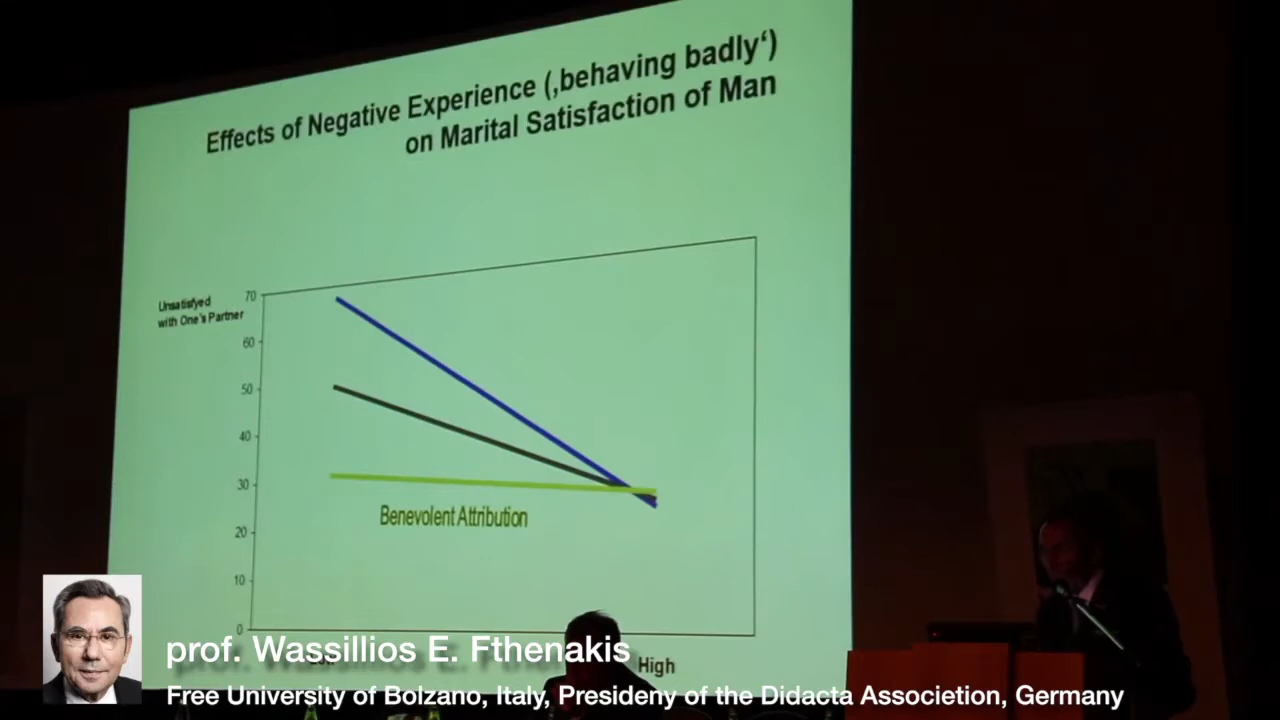 Effects of Negative Experience (‚behaving badly‘)
on Marital Satisfaction of Man
Unsatisfyed
with One's Partner
70
60
50
40
30
20
10
0
Benevolent Attribution
High
prof. Wassillios E. Fthenakis
Free University of Bolzano, Italy, Presideny of the Didacta Associetion, Germany